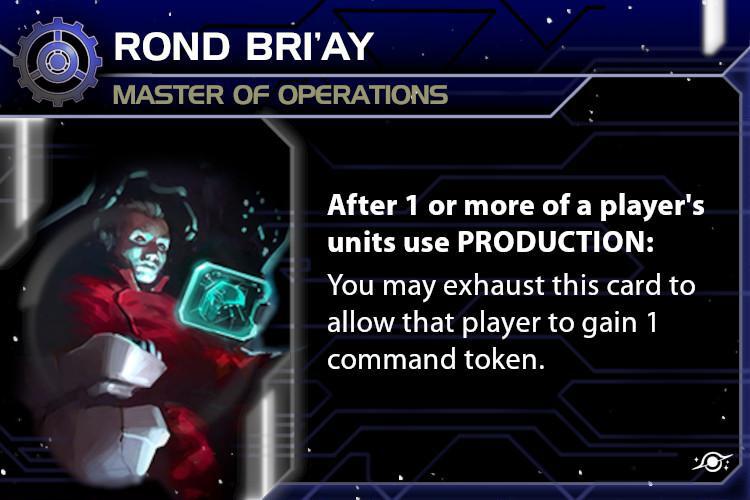 ROND BRI'AY
MASTER OF OPERATIONS
After 1 or more of a player's
units use PRODUCTION:
You may exhaust this card to
allow that player to gain 1
command token.